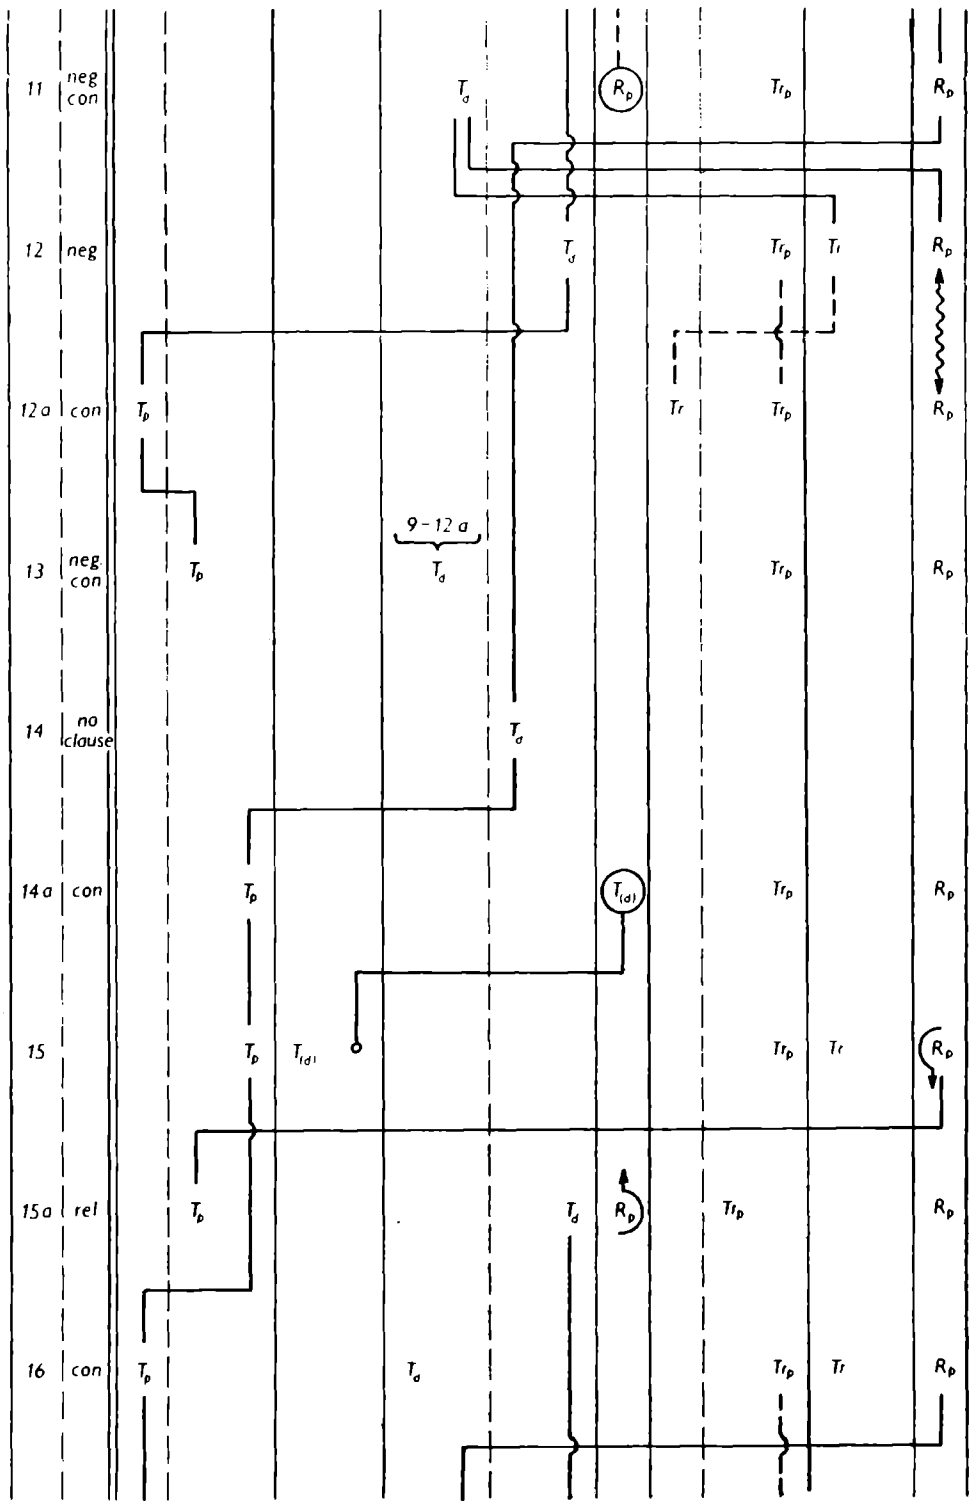 11 neg con T_d R_p Tr_p R_p
12 neg T_d Tr_p Tr R_p
12a con T_p Tr Tr_p R_p
9-12a
13 neg. con T_p T_d Tr_p R_p
14 no clause T_d
14a con T_p T_(d) Tr_p R_p
15 T_p T_(d) Tr_p Tr R_p
15a rel T_p T_d R_p Tr_p R_p
16 con T_p T_d Tr_p Tr R_p